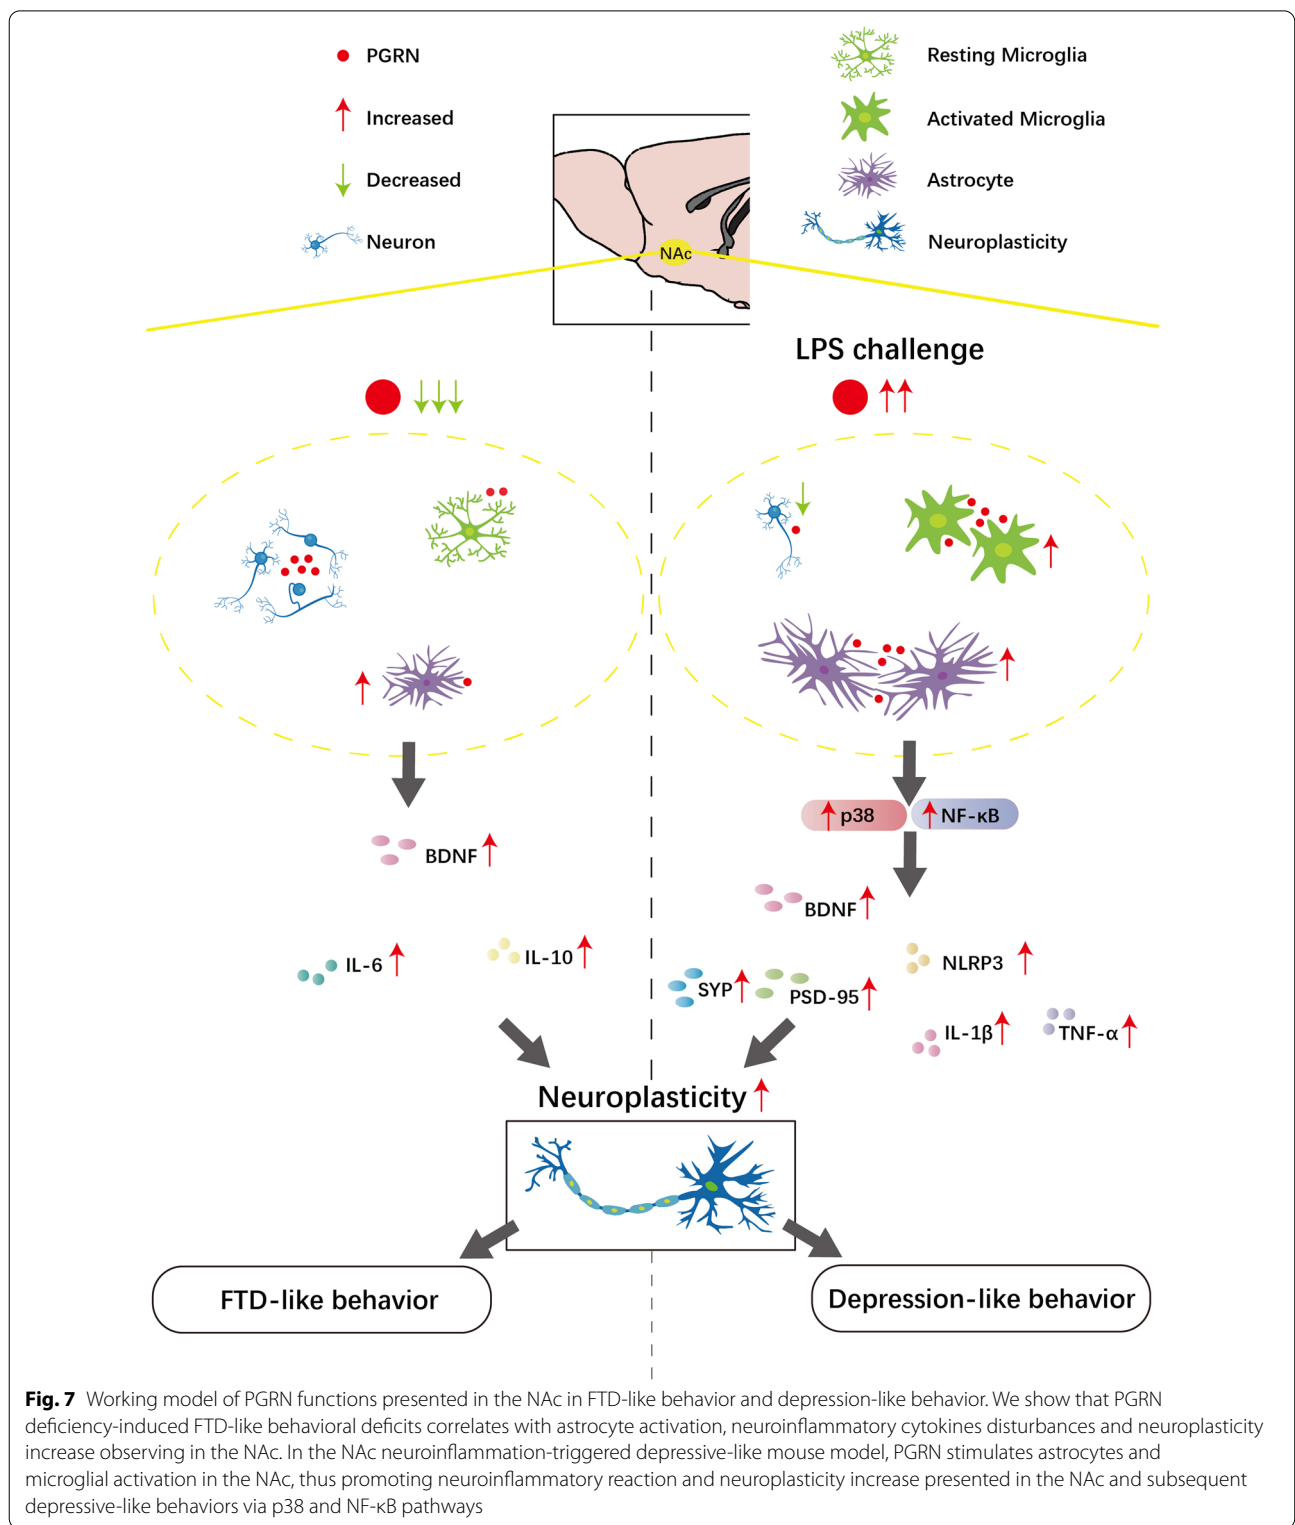 PGRN
Increased
Decreased
Neuron
Resting Microglia
Activated Microglia
Astrocyte
Neuroplasticity
NAc
LPS challenge
p38
NF-κB
BDNF
IL-6
IL-10
BDNF
SYP
PSD-95
NLRP3
IL-1β
TNF-α
Neuroplasticity
FTD-like behavior
Depression-like behavior
Fig. 7 Working model of PGRN functions presented in the NAc in FTD-like behavior and depression-like behavior. We show that PGRN
deficiency-induced FTD-like behavioral deficits correlates with astrocyte activation, neuroinflammatory cytokines disturbances and neuroplasticity
increase observing in the NAc. In the NAc neuroinflammation-triggered depressive-like mouse model, PGRN stimulates astrocytes and
microglial activation in the NAc, thus promoting neuroinflammatory reaction and neuroplasticity increase presented in the NAc and subsequent
depressive-like behaviors via p38 and NF-κB pathways